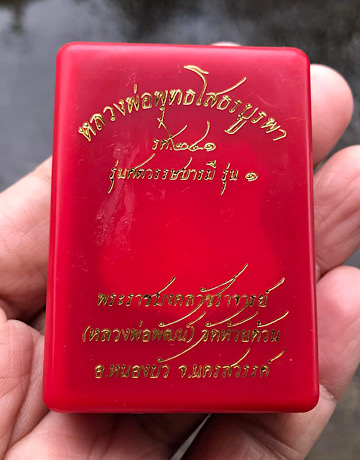 หลวงพ่อพุทธโสธรบูรพา
รศ๒๔๑
รุ่นศตวรรษบารมี รุ่น ๑
พระราชมงคลวัชราจารย์
(หลวงพ่อพัฒน์) วัดห้วยด้วน
อ.หนองบัว จ.นครสวรรค์